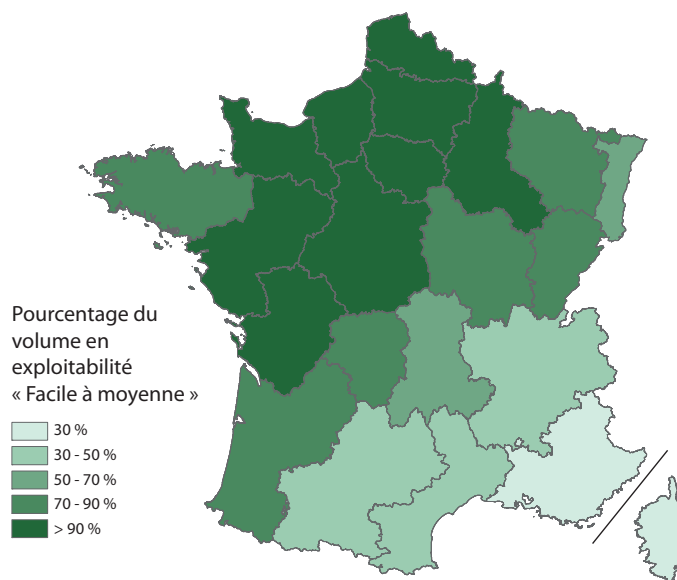 Pourcentage du
volume en
exploitabilité
« Facile à moyenne »
30 %
30 - 50 %
50 - 70 %
70 - 90 %
> 90 %